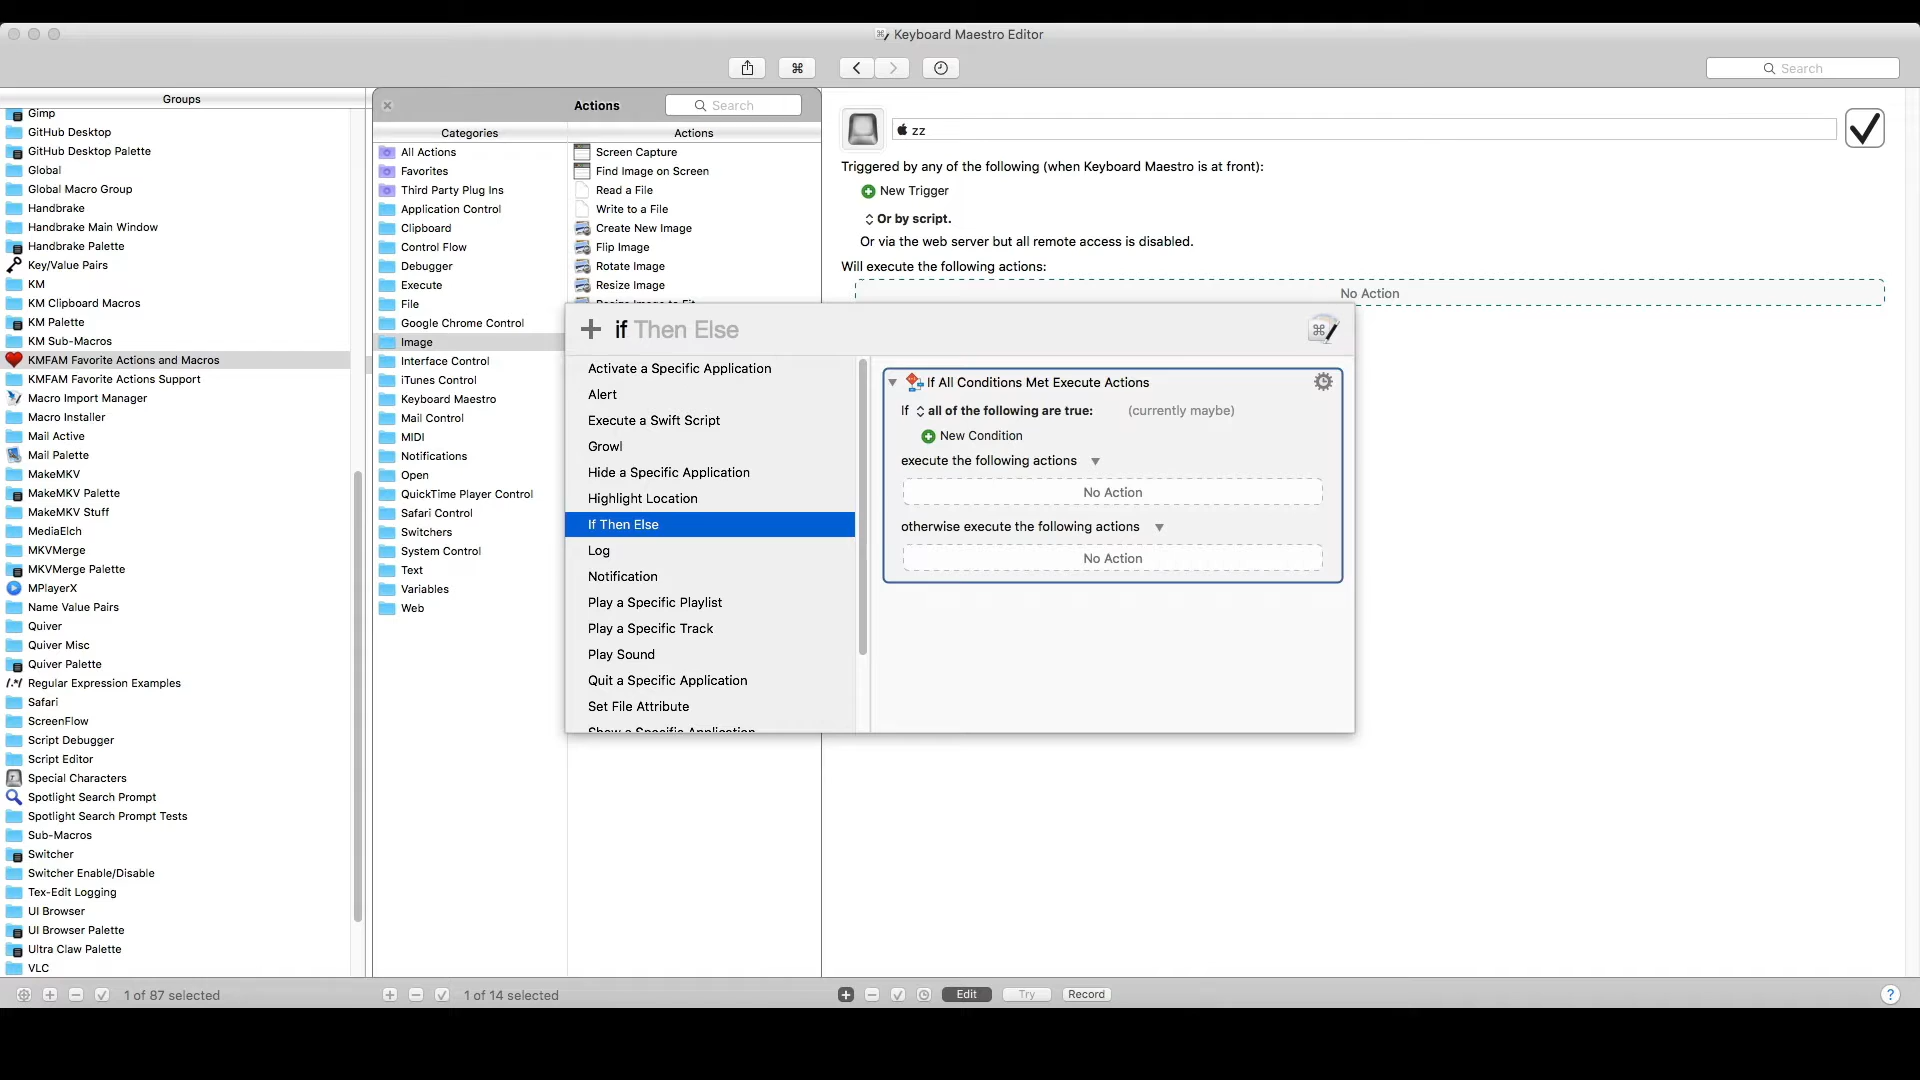 Keyboard Maestro Editor
Search
Groups
Gimp
GitHub Desktop
GitHub Desktop Palette
Global
Global Macro Group
Handbrake
Handbrake Main Window
Handbrake Palette
Key/Value Pairs
KM
KM Clipboard Macros
KM Palette
KM Sub-Macros
KMFAM Favorite Actions and Macros
KMFAM Favorite Actions Support
Macro Import Manager
Macro Installer
Mail Active
Mail Palette
MakeMKV
MakeMKV Palette
MakeMKV Stuff
MediaElch
MKVMerge
MKVMerge Palette
MPlayerX
Name Value Pairs
Quiver
Quiver Misc
Quiver Palette
Regular Expression Examples
Safari
ScreenFlow
Script Debugger
Script Editor
Special Characters
Spotlight Search Prompt
Spotlight Search Prompt Tests
Sub-Macros
Switcher
Switcher Enable/Disable
Tex-Edit Logging
UI Browser
UI Browser Palette
Ultra Claw Palette
VLC
1 of 87 selected
Actions
Search
Categories
All Actions
Favorites
Third Party Plug Ins
Application Control
Clipboard
Control Flow
Debugger
Execute
File
Google Chrome Control
Image
Interface Control
iTunes Control
Keyboard Maestro
Mail Control
MIDI
Notifications
Open
QuickTime Player Control
Safari Control
Switchers
System Control
Text
Variables
Web
Actions
Screen Capture
Find Image on Screen
Read a File
Write to a File
Create New Image
Flip Image
Rotate Image
Resize Image
Resize Image to Fit
1 of 14 selected
zz
Triggered by any of the following (when Keyboard Maestro is at front):
New Trigger
Or by script.
Or via the web server but all remote access is disabled.
Will execute the following actions:
No Action
if Then Else
Activate a Specific Application
Alert
Execute a Swift Script
Growl
Hide a Specific Application
Highlight Location
If Then Else
Log
Notification
Play a Specific Playlist
Play a Specific Track
Play Sound
Quit a Specific Application
Set File Attribute
Show a Specific Application
If All Conditions Met Execute Actions
If all of the following are true: (currently maybe)
New Condition
execute the following actions
No Action
otherwise execute the following actions
No Action
Edit
Try
Record
?